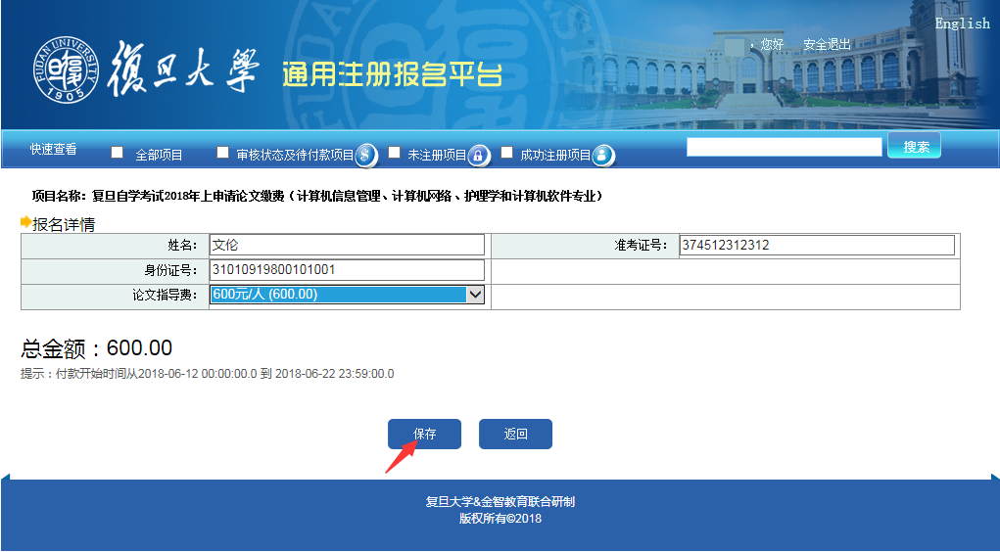 English
，您好 安全退出
FUDAN UNIVERSITY
1905
復旦大學 通用注册报名平台
快速查看 全部项目 审核状态及待付款项目 $ 未注册项目 成功注册项目 搜索
项目名称：复旦自学考试2018年上申请论文缴费（计算机信息管理、计算机网络、护理学和计算机软件专业）
报名详情
姓名： 文伦 准考证号： 374512312312
身份证号： 31010919800101001
论文指导费： 600元/人 (600.00)
总金额：600.00
提示：付款开始时间从2018-06-12 00:00:00.0 到 2018-06-22 23:59:00.0
保存 返回
复旦大学&金智教育联合研制
版权所有©2018